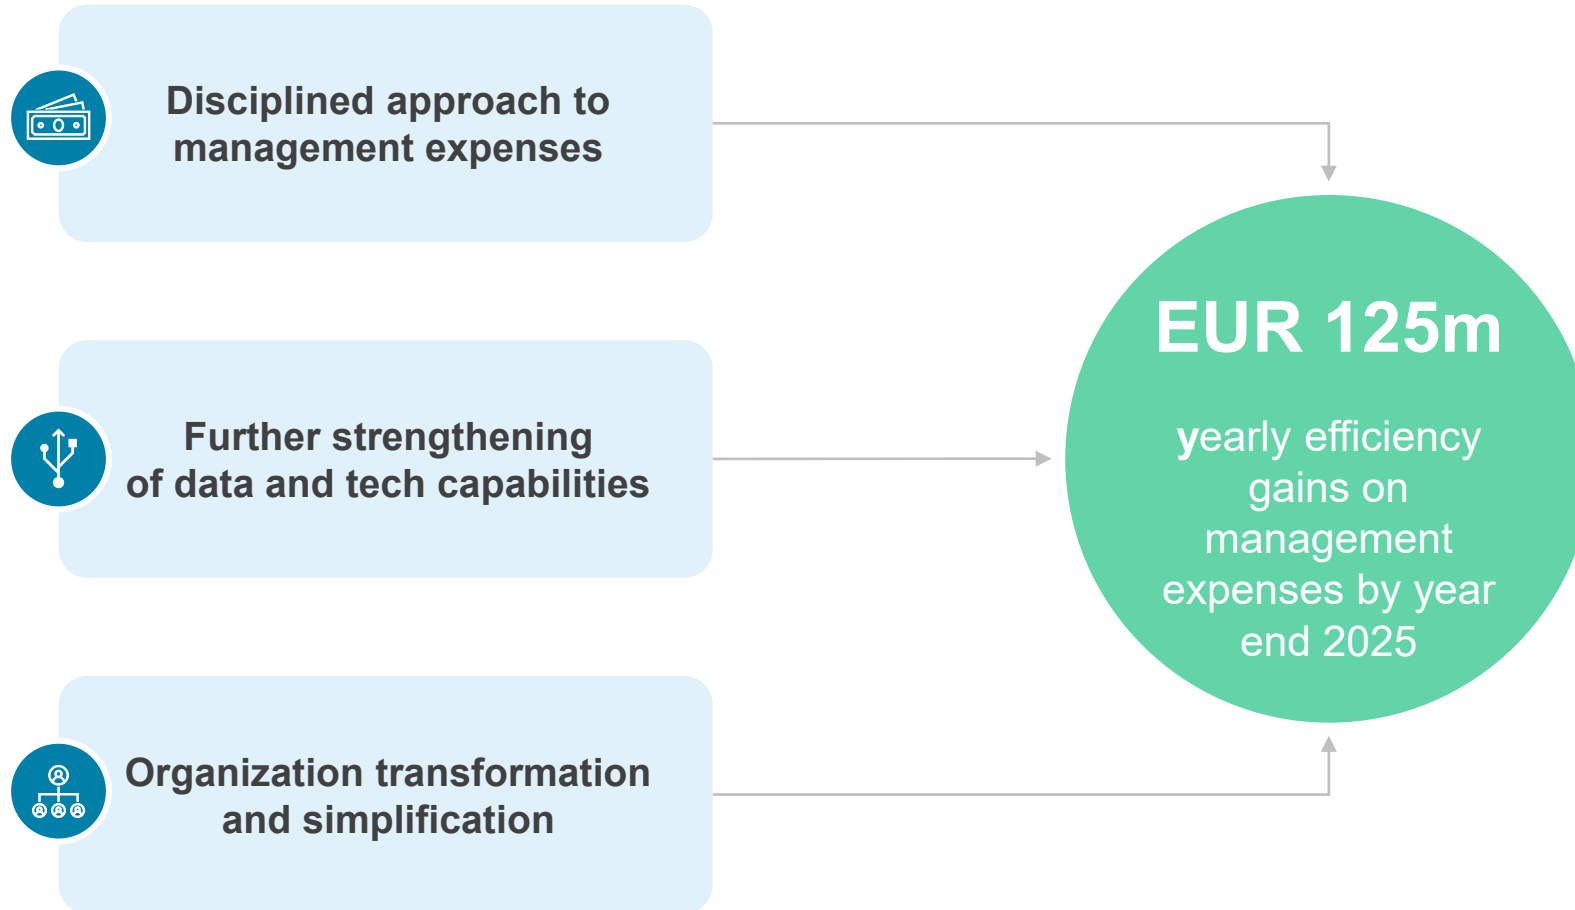 Disciplined approach to
management expenses
Further strengthening
of data and tech capabilities
Organization transformation
and simplification
EUR 125m
yearly efficiency
gains on
management
expenses by year
end 2025